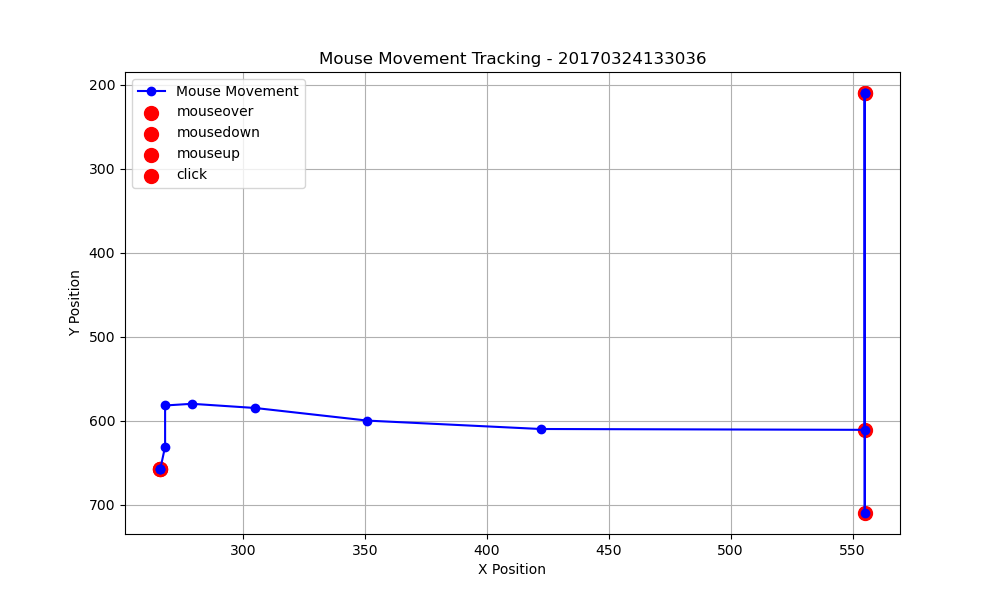 Mouse Movement Tracking - 20170324133036
Mouse Movement
mouseover
mousedown
mouseup
click
200
300
400
500
600
700
Y Position
300
350
400
450
500
550
X Position